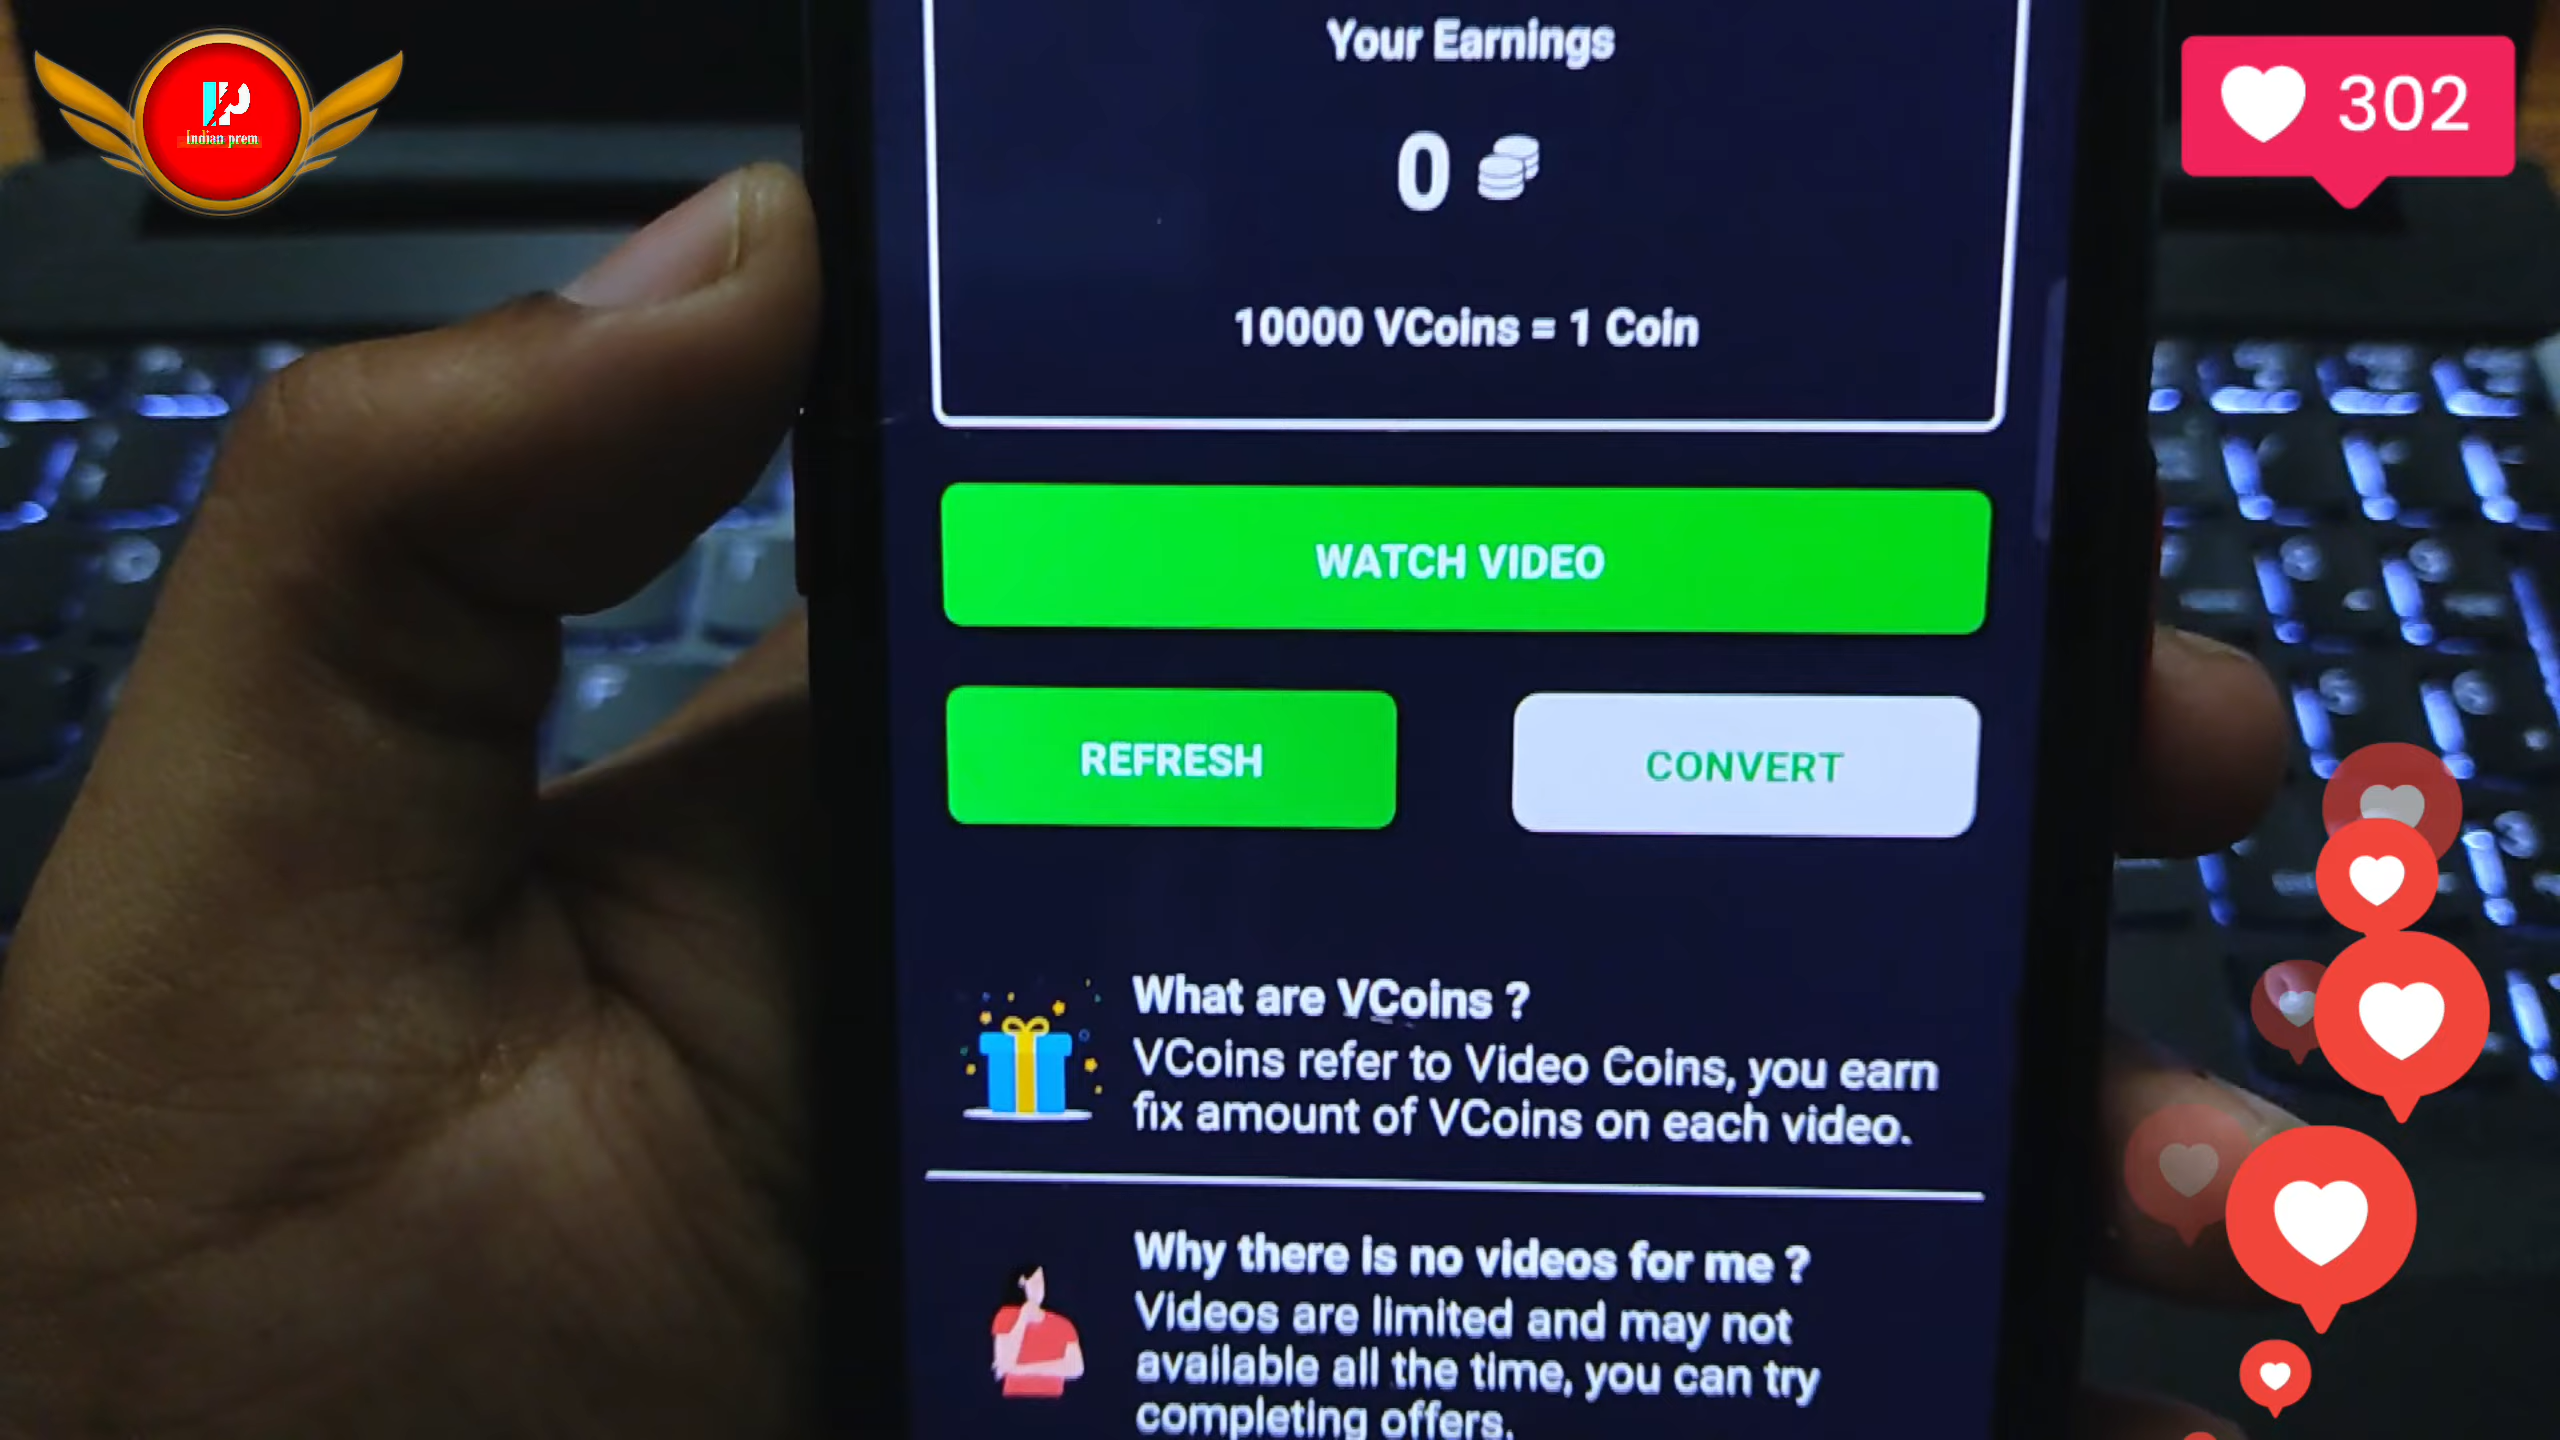 Indian prem
302
Your Earnings
0
10000 VCoins = 1 Coin
WATCH VIDEO
REFRESH
CONVERT
What are VCoins ?
VCoins refer to Video Coins, you earn
fix amount of VCoins on each video.
Why there is no videos for me ?
Videos are limited and may not
available all the time, you can try
completing offers.